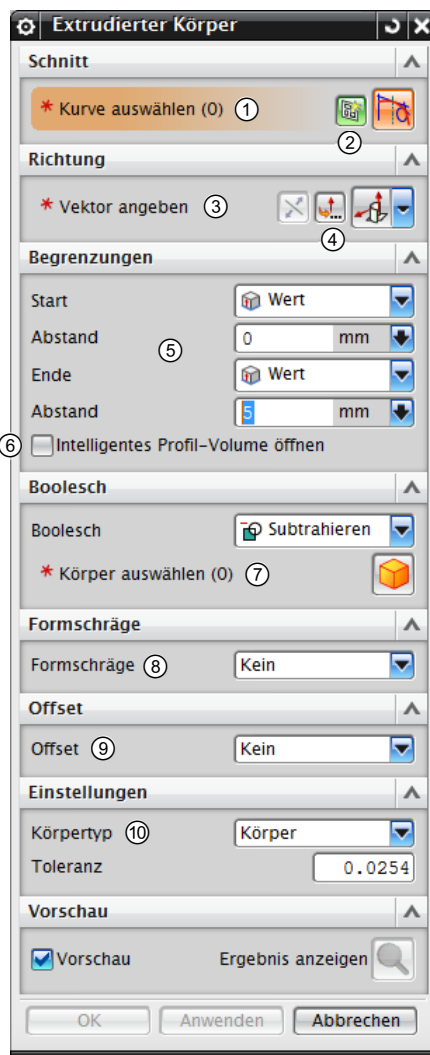 Extrudierter Körper
Schnitt
* Kurve auswählen (0) ①
②
Richtung
* Vektor angeben ③
④
Begrenzungen
Start Wert
Abstand 0 mm
⑤
Ende Wert
Abstand 5 mm
⑥ Intelligentes Profil-Volume öffnen
Boolesch
Boolesch Subtrahieren
* Körper auswählen (0) ⑦
Formschräge
Formschräge ⑧ Kein
Offset
Offset ⑨ Kein
Einstellungen
Körpertyp ⑩ Körper
Toleranz 0.0254
Vorschau
Vorschau Ergebnis anzeigen
OK Anwenden Abbrechen